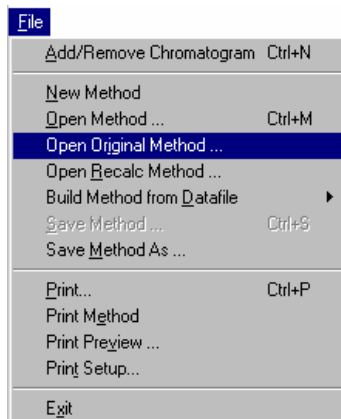 File
Add/Remove Chromatogram Ctrl+N
New Method
Open Method ... Ctrl+M
Open Original Method ...
Open Recalc Method ...
Build Method from Datafile
Save Method ... Ctrl+S
Save Method As ...
Print... Ctrl+P
Print Method
Print Preview ...
Print Setup...
Exit